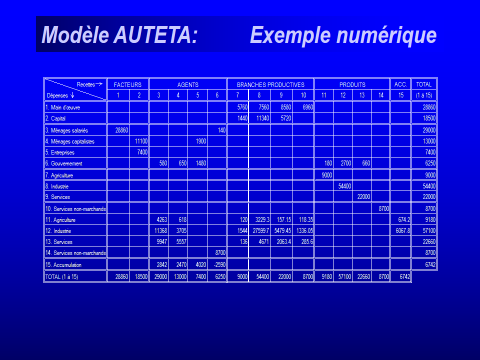 Modèle AUTETA: Exemple numérique
Recettes FACTEURS AGENTS BRANCHES PRODUCTIVES PRODUITS ACC. TOTAL
Dépenses 1 2 3 4 5 6 7 8 9 10 11 12 13 14 15 (1 à 15)
1. Main d'œuvre 5760 7560 8580 6960 28860
2. Capital 1440 11340 5720 18500
3. Ménages salariés 28860 140 29000
4. Ménages capitalistes 11100 1900 13000
5. Entreprises 7400 7400
6. Gouvernement 580 650 1480 180 2700 660 6250
7. Agriculture 9000 9000
8. Industrie 54400 54400
9. Services 22000 22000
10. Services non-marchands 8700 8700
11. Agriculture 4263 618 120 3229.3 157.15 118.35 674.2 9180
12. Industrie 11368 3705 1544 27599.7 5479.45 1336.05 6067.8 57100
13. Services 9947 5557 136 4671 2063.4 285.6 22660
14. Services non-marchands 8700 8700
15. Accumulation 2842 2470 4020 -2590 6742
TOTAL (1 à 15) 28860 18500 29000 13000 7400 6250 9000 54400 22000 8700 9180 57100 22660 8700 6742